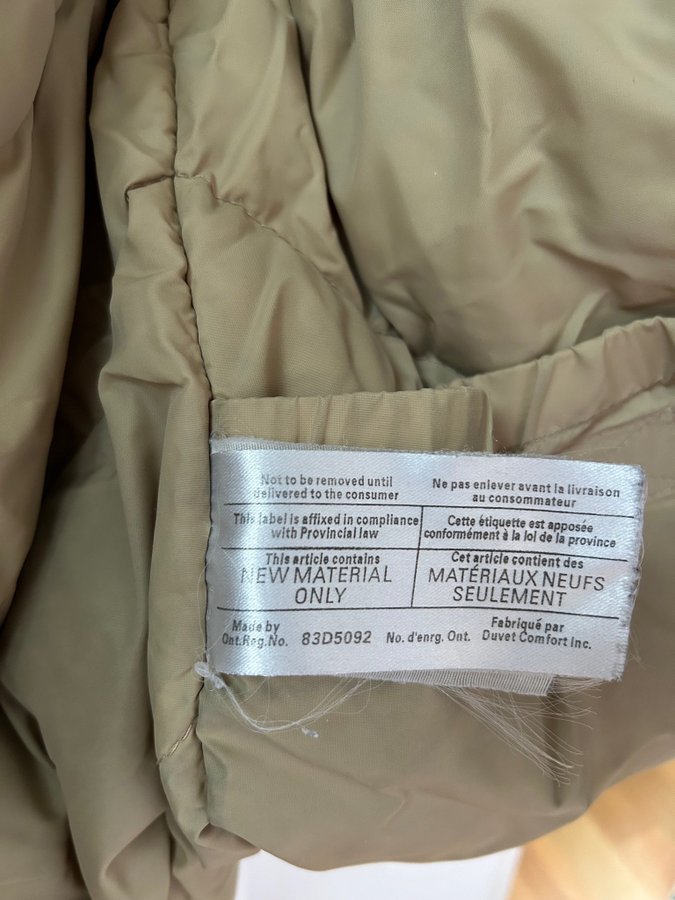 Not to be removed until
delivered to the consumer
Ne pas enlever avant la livraison
au consommateur
This label is affixed in compliance
with Provincial law
Cette étiquette est apposée
conformément à la loi de la province
This article contains
NEW MATERIAL
ONLY
Cet article contient des
MATÉRIAUX NEUFS
SEULEMENT
Made by
Ont.Reg.No. 83D5092 No. d'enrg. Ont.
Fabriqué par
Duvet Comfort Inc.